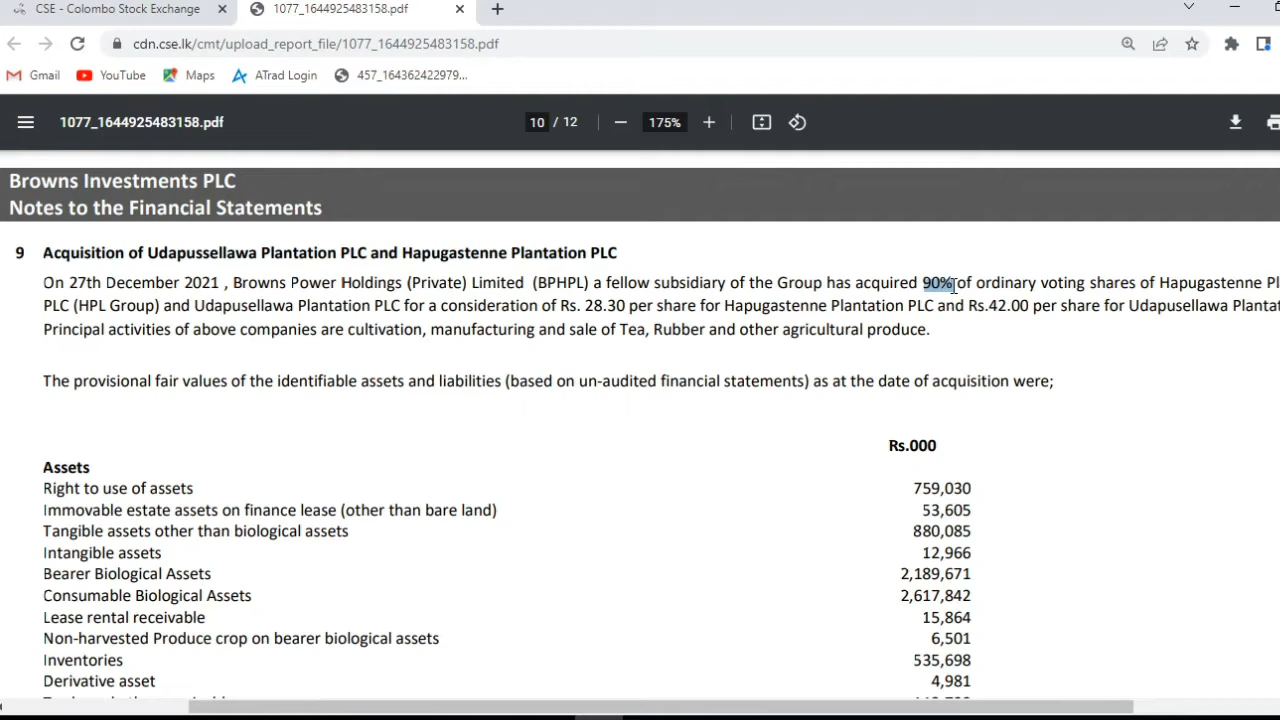 CSE - Colombo Stock Exchange
1077_1644925483158.pdf
cdn.cse.lk/cmt/upload_report_file/1077_1644925483158.pdf
Gmail YouTube Maps ATrad Login 457_164362422979...
1077_1644925483158.pdf 10 / 12 175%
Browns Investments PLC
Notes to the Financial Statements
9 Acquisition of Udapussellawa Plantation PLC and Hapugastenne Plantation PLC
On 27th December 2021 , Browns Power Holdings (Private) Limited (BPHPL) a fellow subsidiary of the Group has acquired 90% of ordinary voting shares of Hapugastenne Pl
PLC (HPL Group) and Udapusellawa Plantation PLC for a consideration of Rs. 28.30 per share for Hapugastenne Plantation PLC and Rs.42.00 per share for Udapusellawa Planta
Principal activities of above companies are cultivation, manufacturing and sale of Tea, Rubber and other agricultural produce.
The provisional fair values of the identifiable assets and liabilities (based on un-audited financial statements) as at the date of acquisition were;
Rs.000
Assets
Right to use of assets 759,030
Immovable estate assets on finance lease (other than bare land) 53,605
Tangible assets other than biological assets 880,085
Intangible assets 12,966
Bearer Biological Assets 2,189,671
Consumable Biological Assets 2,617,842
Lease rental receivable 15,864
Non-harvested Produce crop on bearer biological assets 6,501
Inventories 535,698
Derivative asset 4,981